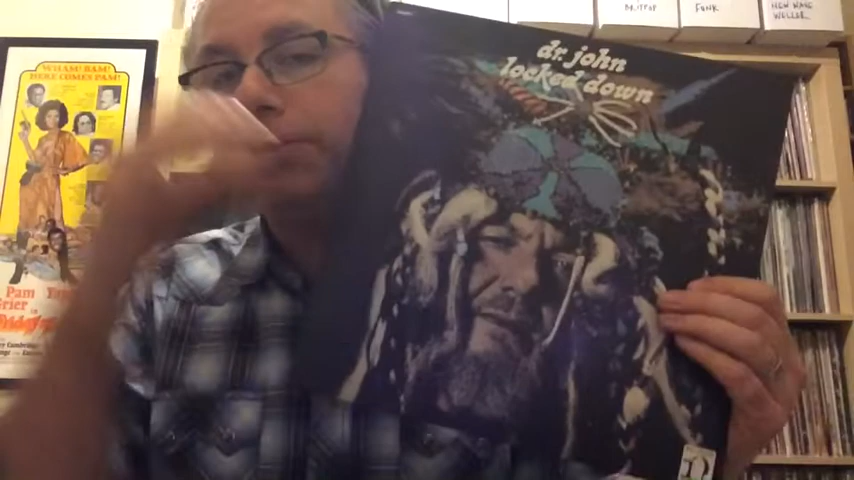 FUNK
NEW WAVE
WELLER
dr. john
locked down
WHAM! BAM!
HERE COMES PAM!
Pam
Grier